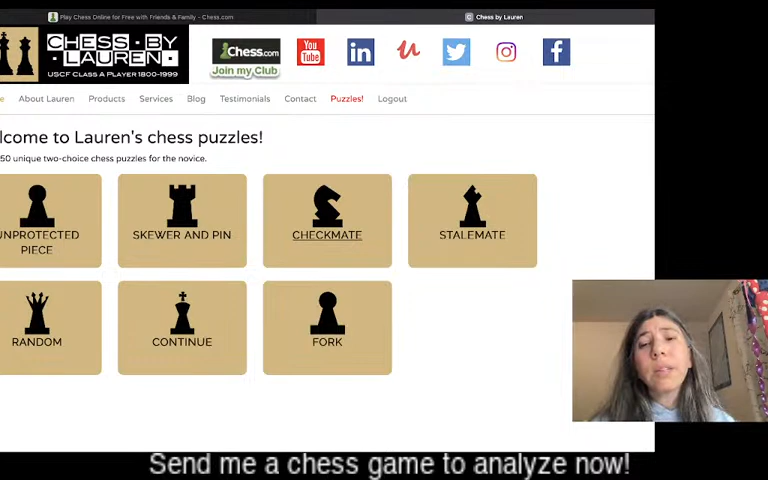 Play Chess Online for Free with Friends & Family - Chess.com
Chess by Lauren
CHESS·BY
·LAUREN·
USCF CLASS A PLAYER 1800-1999
Chess.com
Join my Club
You
Tube
in
e About Lauren Products Services Blog Testimonials Contact Puzzles! Logout
lcome to Lauren's chess puzzles!
50 unique two-choice chess puzzles for the novice.
UNPROTECTED
PIECE
SKEWER AND PIN
CHECKMATE
STALEMATE
RANDOM
CONTINUE
FORK
Send me a chess game to analyze now!